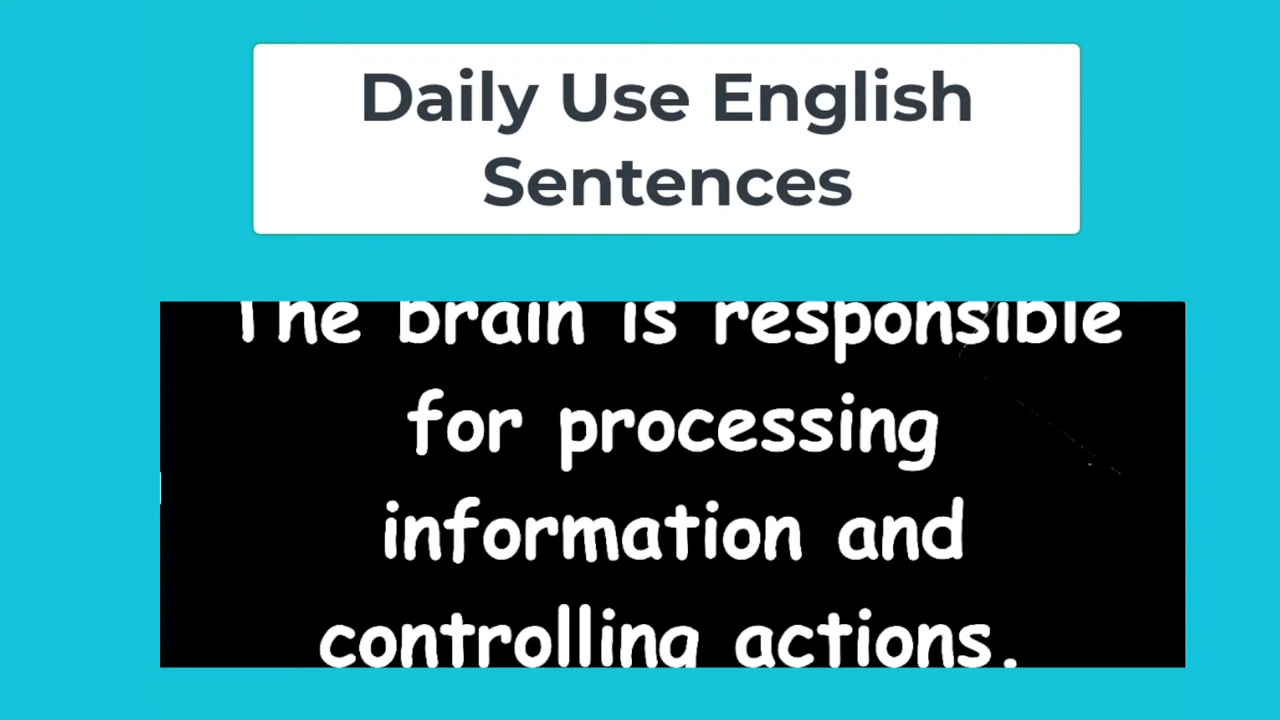 Daily Use English
Sentences
The brain is responsible
for processing
information and
controlling actions.